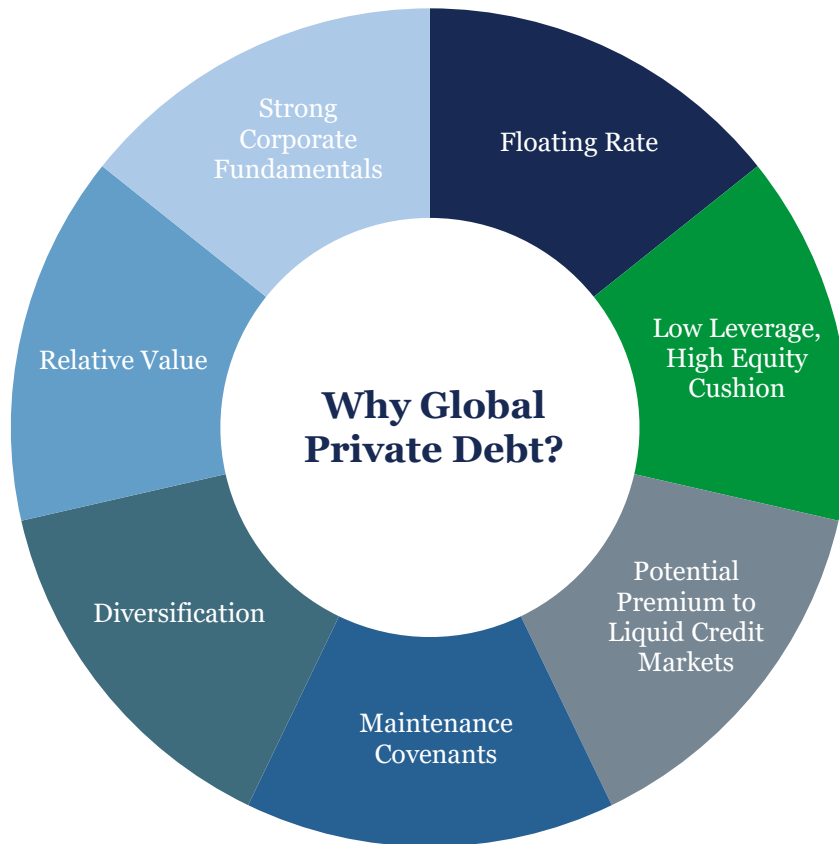 Why Global
Private Debt?
Floating Rate
Low Leverage,
High Equity
Cushion
Potential
Premium to
Liquid Credit
Markets
Maintenance
Covenants
Diversification
Relative Value
Strong
Corporate
Fundamentals